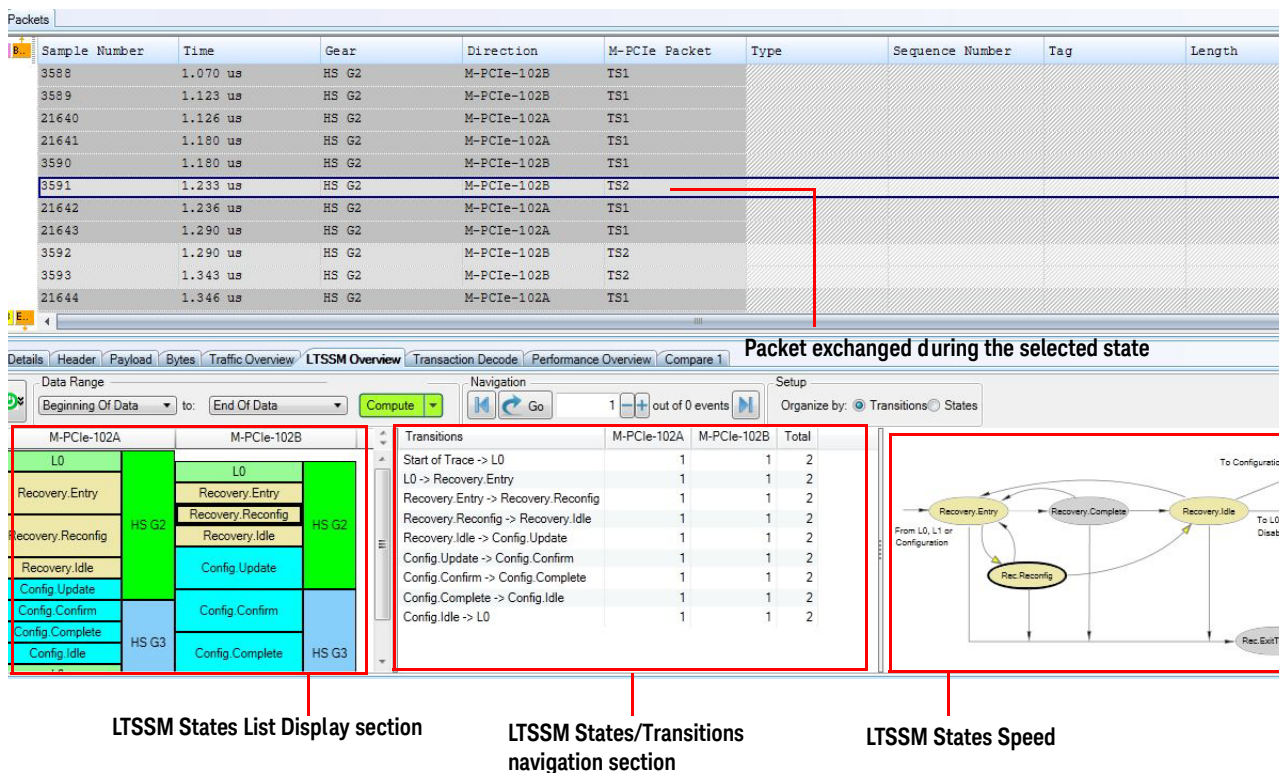 Packets
B.. Sample Number Time Gear Direction M-PCIe Packet Type Sequence Number Tag Length
3588 1.070 us HS G2 M-PCIe-102B TS1
3589 1.123 us HS G2 M-PCIe-102B TS1
21640 1.126 us HS G2 M-PCIe-102A TS1
21641 1.180 us HS G2 M-PCIe-102A TS1
3590 1.180 us HS G2 M-PCIe-102B TS1
3591 1.233 us HS G2 M-PCIe-102B TS2
21642 1.236 us HS G2 M-PCIe-102A TS1
21643 1.290 us HS G2 M-PCIe-102A TS1
3592 1.290 us HS G2 M-PCIe-102B TS2
3593 1.343 us HS G2 M-PCIe-102B TS2
21644 1.346 us HS G2 M-PCIe-102A TS1
E..
Packet exchanged during the selected state
Details Header Payload Bytes Traffic Overview LTSSM Overview Transaction Decode Performance Overview Compare 1
Data Range Navigation Setup
Beginning Of Data to: End Of Data Compute Go 1 out of 0 events Organize by: Transitions States
M-PCIe-102A M-PCIe-102B
L0 L0
Recovery.Entry Recovery.Entry
Recovery.Reconfig Recovery.Reconfig
HS G2 HS G2
Recovery.Idle Recovery.Idle
Config.Update Config.Update
Config.Confirm Config.Confirm
Config.Complete Config.Complete
HS G3 HS G3
Config.Idle
Transitions M-PCIe-102A M-PCIe-102B Total
Start of Trace -> L0 1 1 2
L0 -> Recovery.Entry 1 1 2
Recovery.Entry -> Recovery.Reconfig 1 1 2
Recovery.Reconfig -> Recovery.Idle 1 1 2
Recovery.Idle -> Config.Update 1 1 2
Config.Update -> Config.Confirm 1 1 2
Config.Confirm -> Config.Complete 1 1 2
Config.Complete -> Config.Idle 1 1 2
Config.Idle -> L0 1 1 2
To Configuratio
Recovery.Entry Recovery.Complete Recovery.Idle
From L0, L1 or
Configuration
To L0
Disab
Rec.Reconfig
Rec.ExitT
LTSSM States List Display section
LTSSM States/Transitions
navigation section
LTSSM States Speed